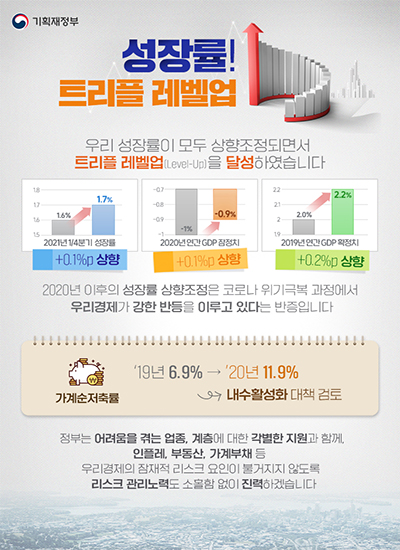 기획재정부
성장률!
트리플 레벨업
우리 성장률이 모두 상향조정되면서
트리플 레벨업(Level-Up)을 달성하였습니다
1.8
1.7
1.6
1.5
1.6%
1.7%
2021년 1/4분기 성장률
+0.1%p 상향
-0.7
-0.8
-0.9
-1
-1%
-0.9%
2020년 연간 GDP 잠정치
+0.1%p 상향
2.2
2.1
2
1.9
2.0%
2.2%
2019년 연간 GDP 확정치
+0.2%p 상향
2020년 이후의 성장률 상향조정은 코로나 위기극복 과정에서
우리경제가 강한 반등을 이루고 있다는 반증입니다
가계순저축률
'19년 6.9% → '20년 11.9%
내수활성화 대책 검토
정부는 어려움을 겪는 업종, 계층에 대한 각별한 지원과 함께,
인플레, 부동산, 가계부채 등
우리경제의 잠재적 리스크 요인이 불거지지 않도록
리스크 관리노력도 소홀함 없이 진력하겠습니다